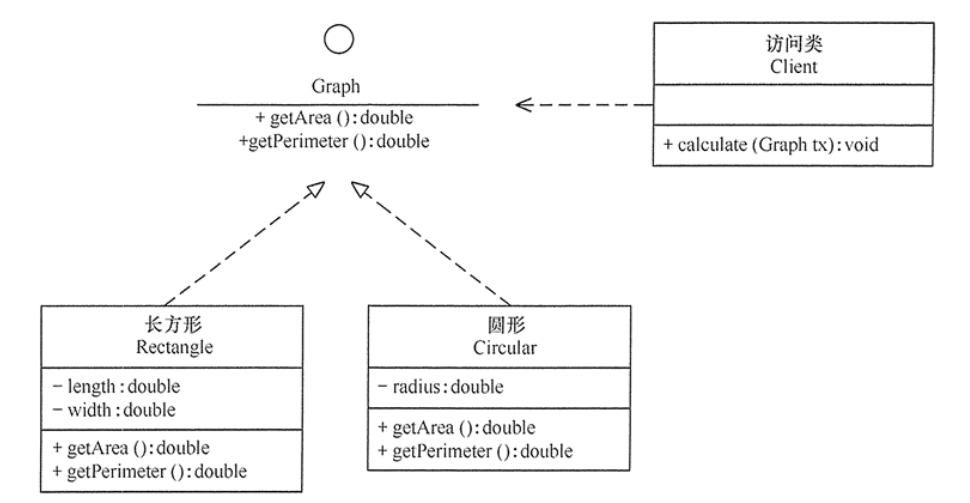 Graph
+ getArea ():double
+getPerimeter ():double
访问类
Client
+ calculate (Graph tx):void
长方形
Rectangle
− length:double
− width:double
+ getArea ():double
+ getPerimeter ():double
圆形
Circular
− radius:double
+ getArea ():double
+ getPerimeter ():double